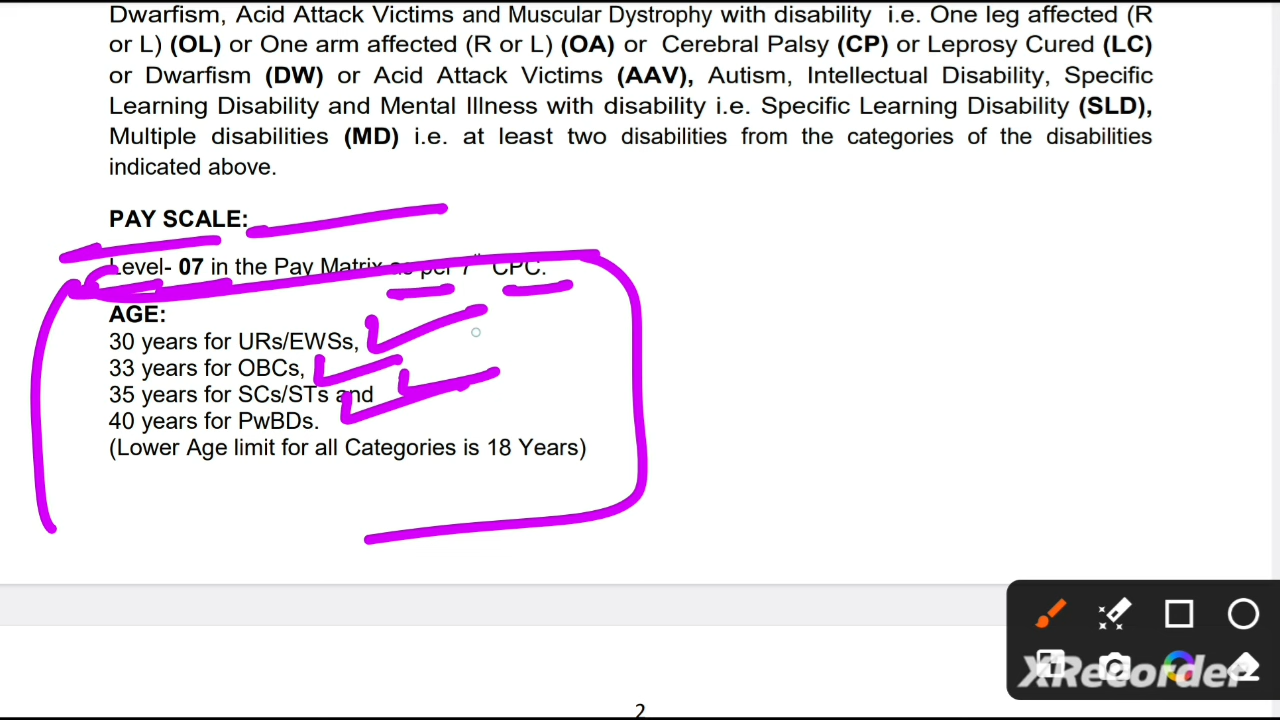 Dwarfism, Acid Attack Victims and Muscular Dystrophy with disability i.e. One leg affected (R
or L) (OL) or One arm affected (R or L) (OA) or Cerebral Palsy (CP) or Leprosy Cured (LC)
or Dwarfism (DW) or Acid Attack Victims (AAV), Autism, Intellectual Disability, Specific
Learning Disability and Mental Illness with disability i.e. Specific Learning Disability (SLD),
Multiple disabilities (MD) i.e. at least two disabilities from the categories of the disabilities
indicated above.
PAY SCALE:
Level- 07 in the Pay Matrix as per 7th CPC.
AGE:
30 years for URs/EWSs,
33 years for OBCs,
35 years for SCs/STs and
40 years for PwBDs.
(Lower Age limit for all Categories is 18 Years)
XRecorder
2